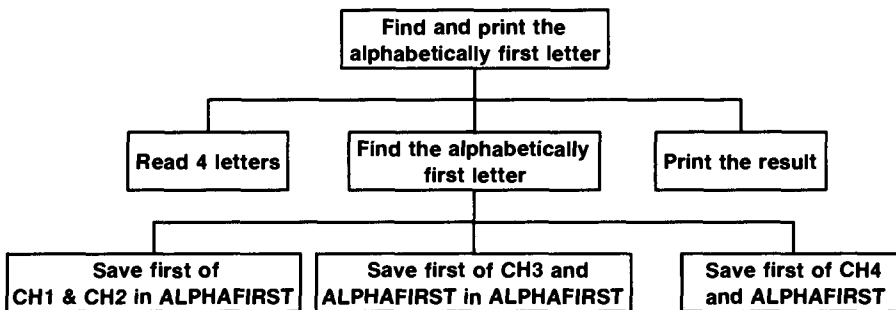 Find and print the
alphabetically first letter
Read 4 letters
Find the alphabetically
first letter
Print the result
Save first of
CH1 & CH2 in ALPHAFIRST
Save first of CH3 and
ALPHAFIRST in ALPHAFIRST
Save first of CH4
and ALPHAFIRST